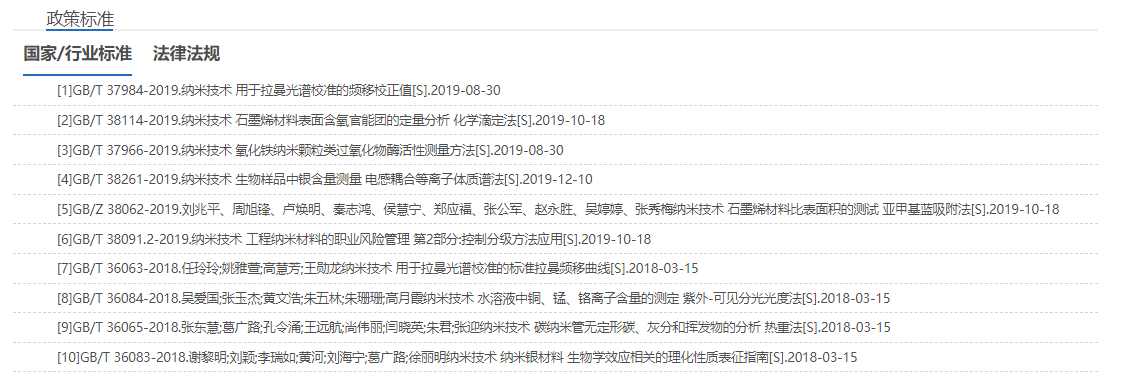 政策标准
国家/行业标准 法律法规
[1]GB/T 37984-2019.纳米技术 用于拉曼光谱校准的频移校正值[S].2019-08-30
[2]GB/T 38114-2019.纳米技术 石墨烯材料表面含氧官能团的定量分析 化学滴定法[S].2019-10-18
[3]GB/T 37966-2019.纳米技术 氧化铁纳米颗粒类过氧化物酶活性测量方法[S].2019-08-30
[4]GB/T 38261-2019.纳米技术 生物样品中银含量测量 电感耦合等离子体质谱法[S].2019-12-10
[5]GB/Z 38062-2019.刘兆平、周旭锋、卢焕明、秦志鸿、侯慧宁、郑应福、张公军、赵永胜、吴婷婷、张秀梅纳米技术 石墨烯材料比表面积的测试 亚甲基蓝吸附法[S].2019-10-18
[6]GB/T 38091.2-2019.纳米技术 工程纳米材料的职业风险管理 第2部分:控制分级方法应用[S].2019-10-18
[7]GB/T 36063-2018.任玲玲;姚雅萱;高慧芳;王勋龙纳米技术 用于拉曼光谱校准的标准拉曼频移曲线[S].2018-03-15
[8]GB/T 36084-2018.吴爱国;张玉杰;黄文浩;朱五林;朱珊珊;高月霞纳米技术 水溶液中铜、锰、铬离子含量的测定 紫外-可见分光光度法[S].2018-03-15
[9]GB/T 36065-2018.张东慧;葛广路;孔令涌;王远航;尚伟丽;闫晓英;朱君;张迎纳米技术 碳纳米管无定形碳、灰分和挥发物的分析 热重法[S].2018-03-15
[10]GB/T 36083-2018.谢黎明;刘颖;李瑞如;黄河;刘海宁;葛广路;徐丽明纳米技术 纳米银材料 生物学效应相关的理化性质表征指南[S].2018-03-15